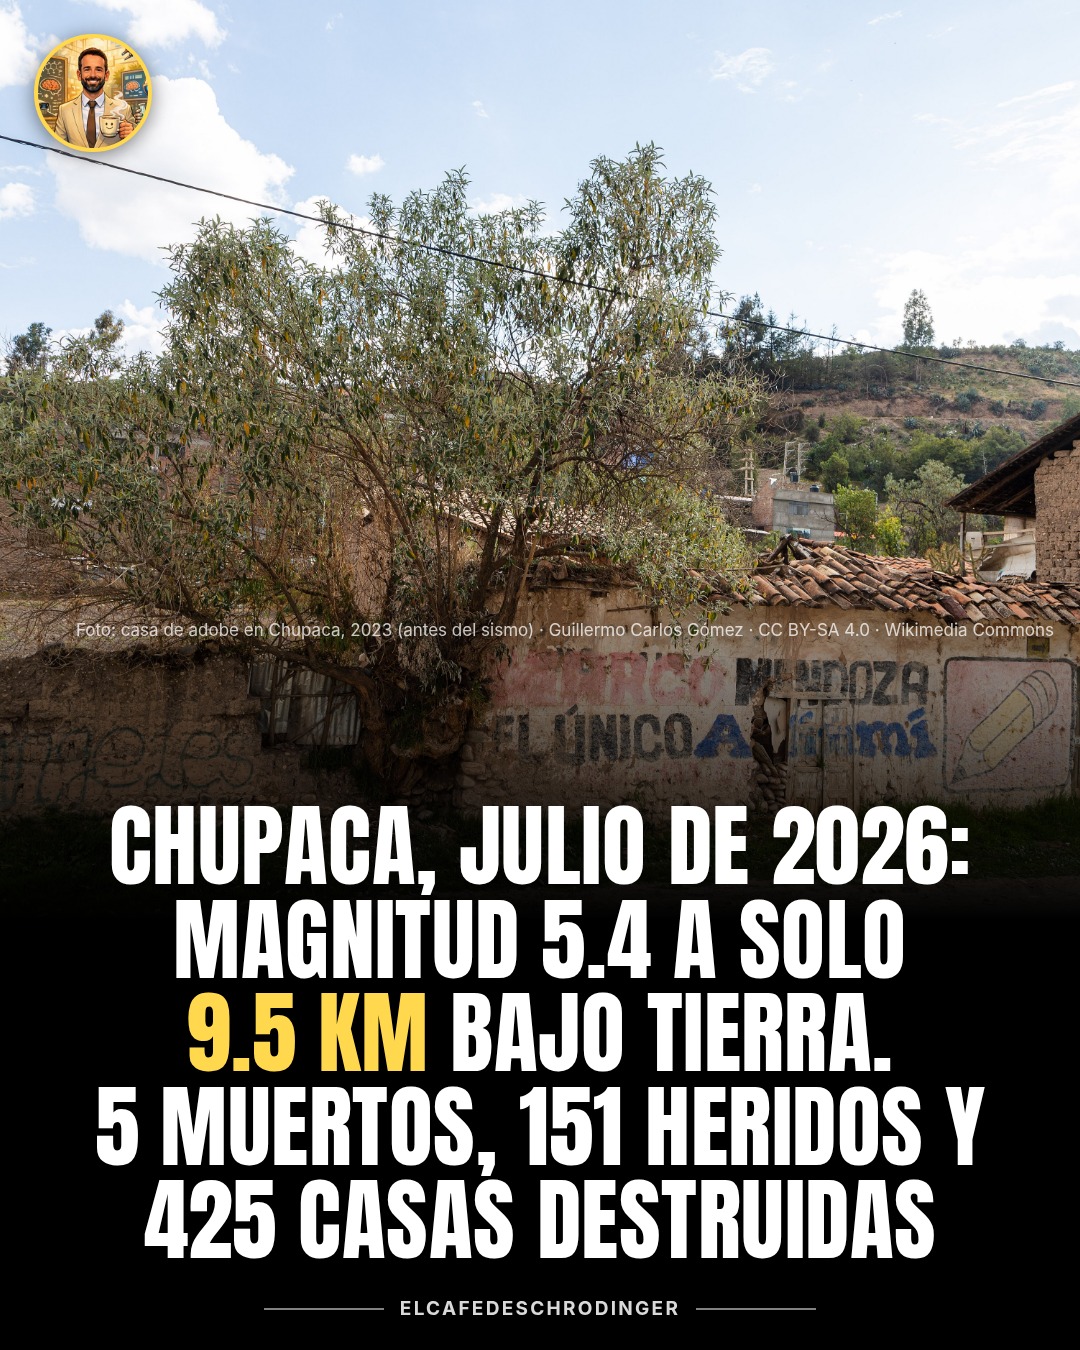 Foto: casa de adobe en Chupaca, 2023 (antes del sismo) · Guillermo Carlos Gómez · CC BY-SA 4.0 · Wikimedia Commons
MARCO MENDOZA
EL ÚNICO
CHUPACA, JULIO DE 2026:
MAGNITUD 5.4 A SOLO
9.5 KM BAJO TIERRA.
5 MUERTOS, 151 HERIDOS Y
425 CASAS DESTRUIDAS
ELCAFEDESCHRODINGER